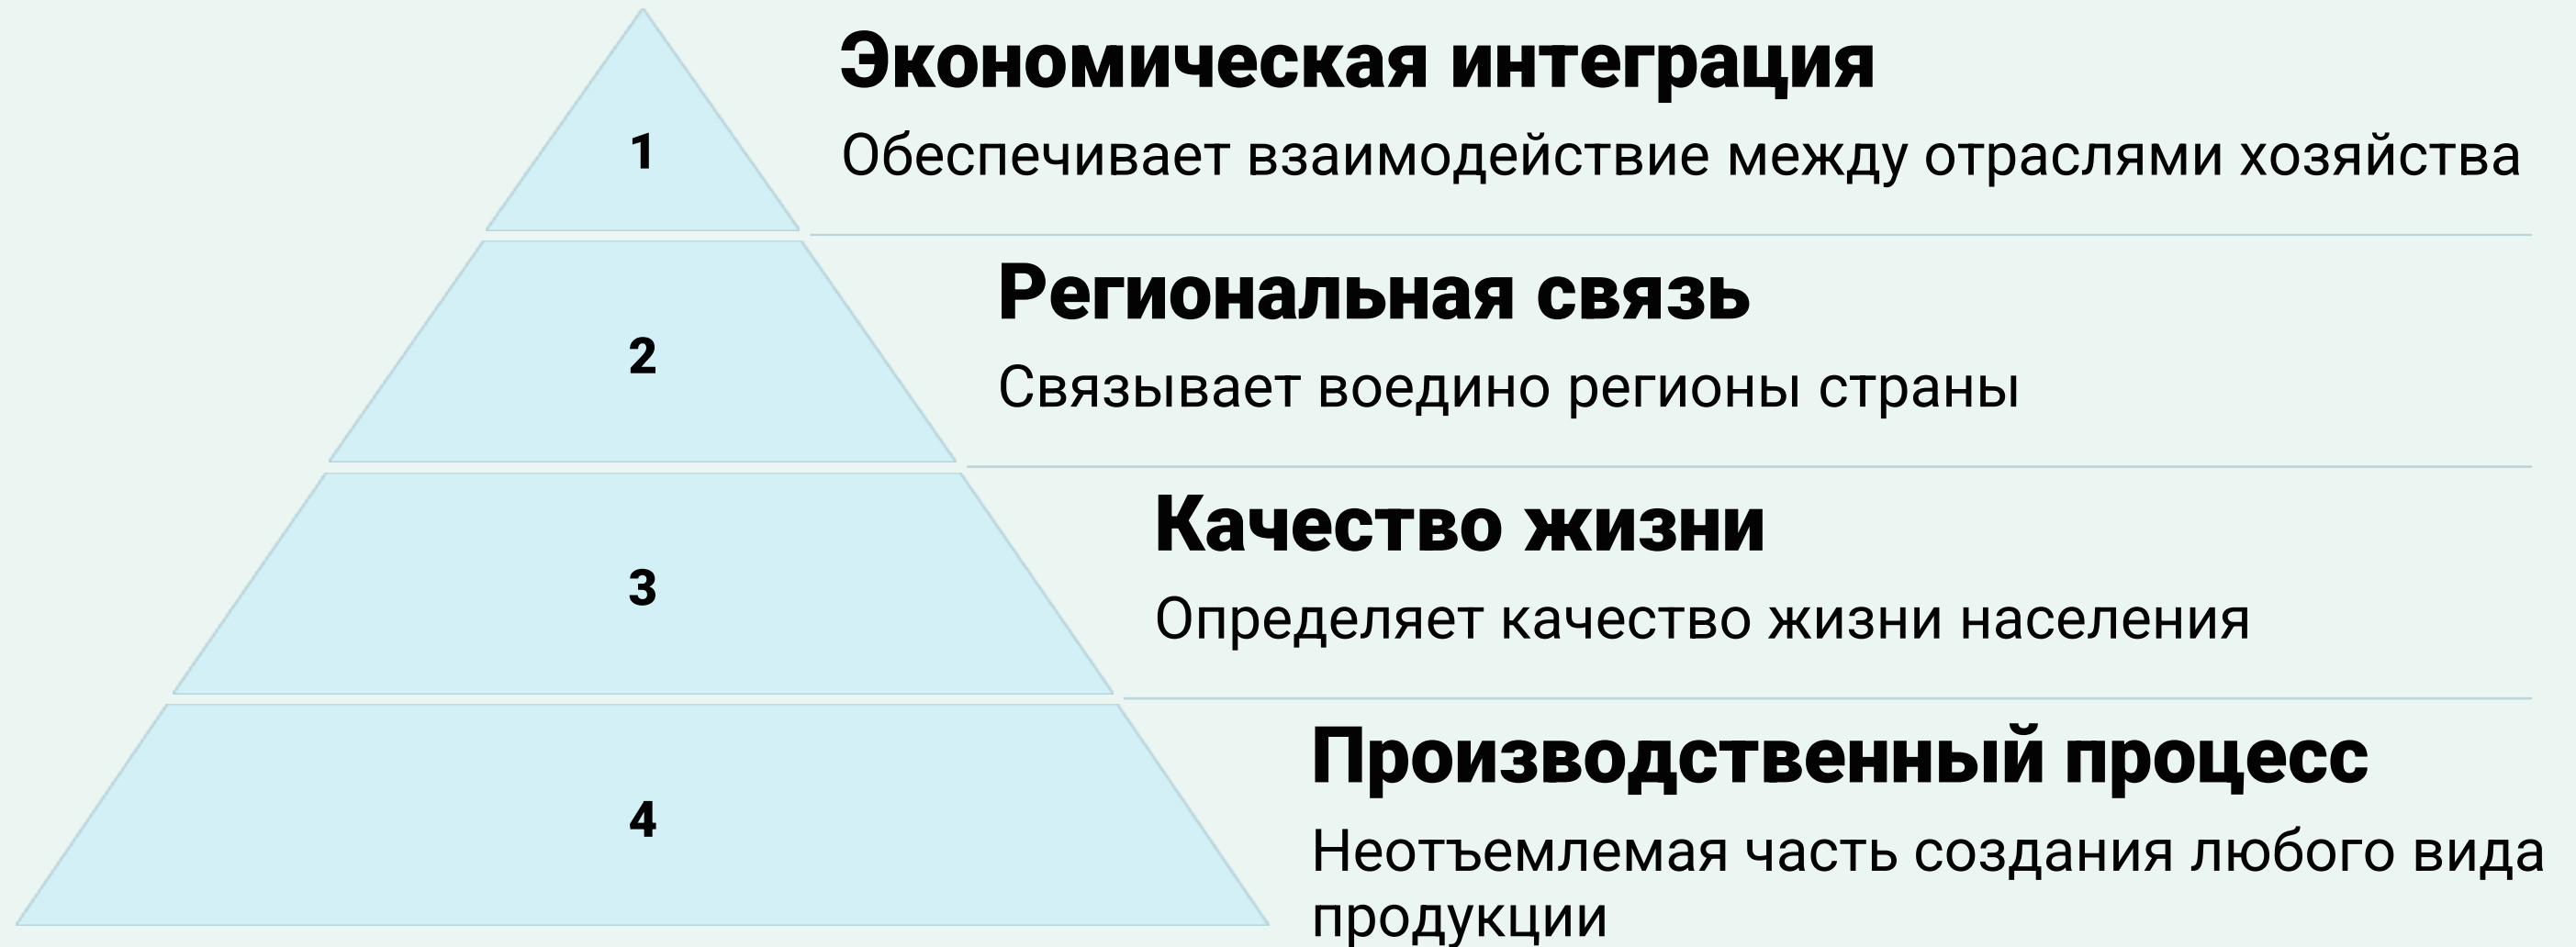 1
Экономическая интеграция
Обеспечивает взаимодействие между отраслями хозяйства
2
Региональная связь
Связывает воедино регионы страны
3
Качество жизни
Определяет качество жизни населения
4
Производственный процесс
Неотъемлемая часть создания любого вида
продукции